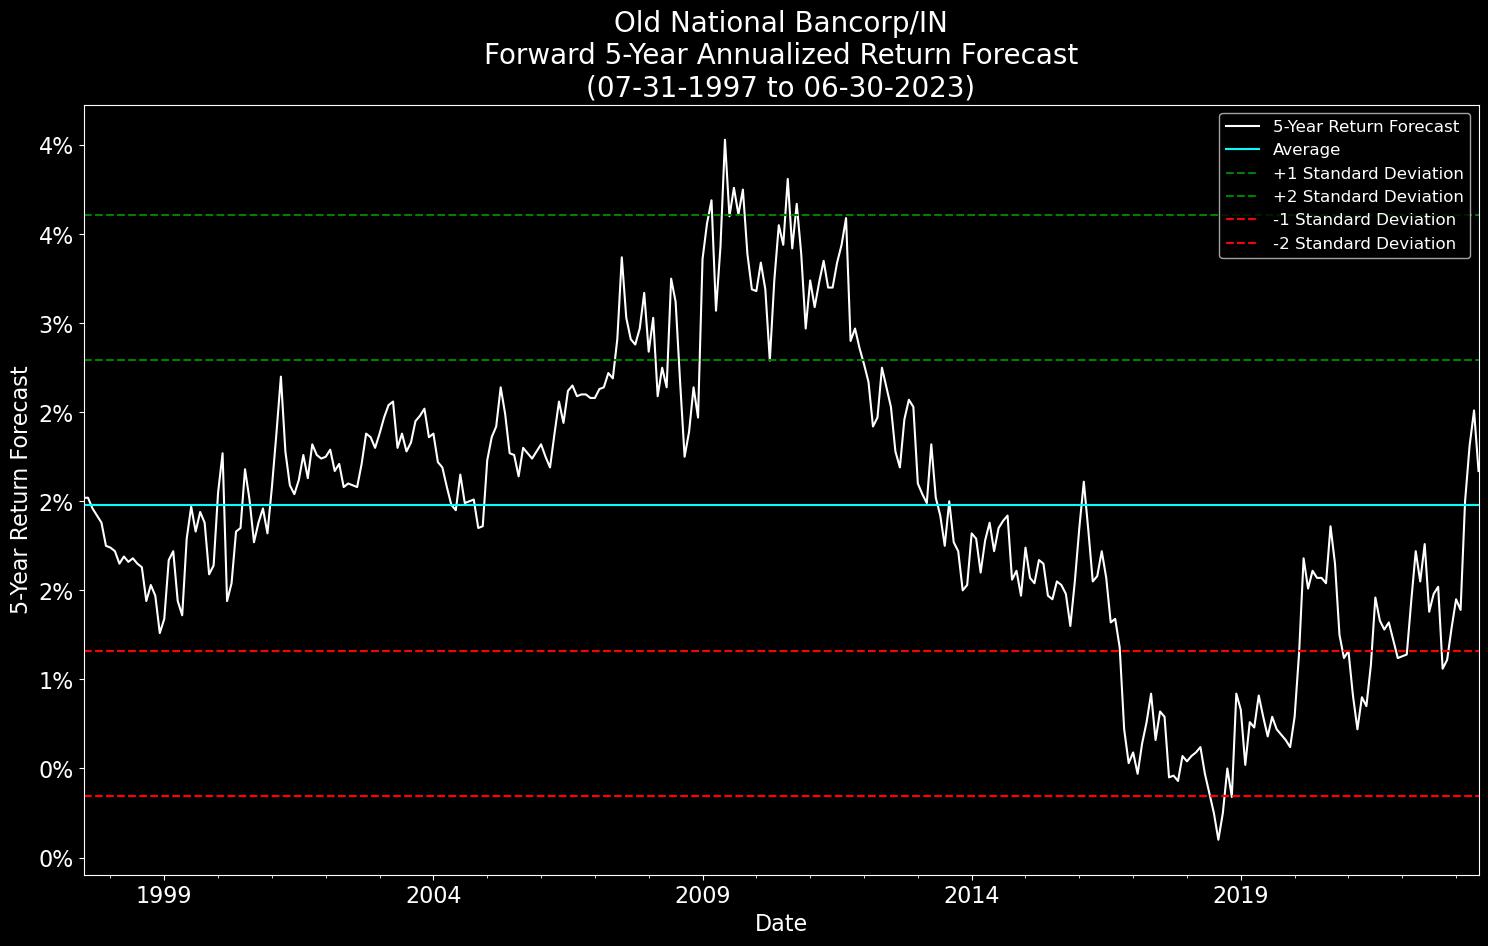 Old National Bancorp/IN
Forward 5-Year Annualized Return Forecast
(07-31-1997 to 06-30-2023)
5-Year Return Forecast
Average
+1 Standard Deviation
+2 Standard Deviation
-1 Standard Deviation
-2 Standard Deviation
4%
4%
3%
2%
2%
2%
1%
0%
0%
5-Year Return Forecast
1999
2004
2009
2014
2019
Date